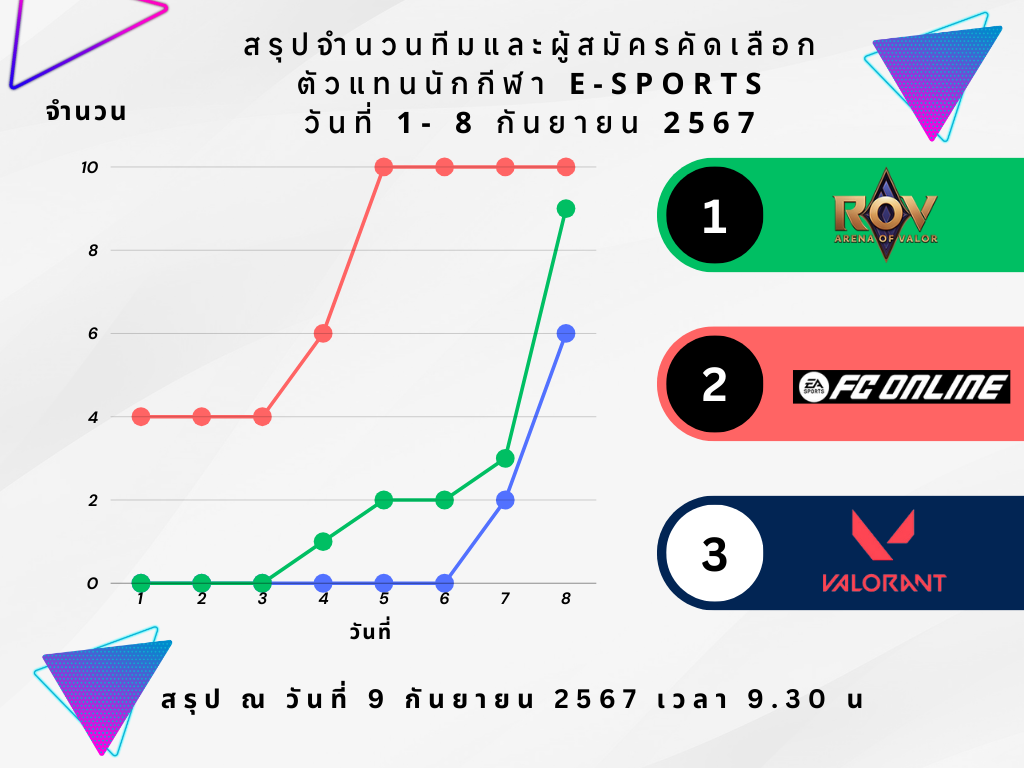 สรุปจำนวนทีมและผู้สมัครคัดเลือก
ตัวแทนนักกีฬา E-SPORTS
วันที่ 1- 8 กันยายน 2567
จำนวน
10
8
6
4
2
0
1 2 3 4 5 6 7 8
วันที่
1
ROV
ARENA OF VALOR
2
EA SPORTS FC ONLINE
3
VALORANT
สรุป ณ วันที่ 9 กันยายน 2567 เวลา 9.30 น